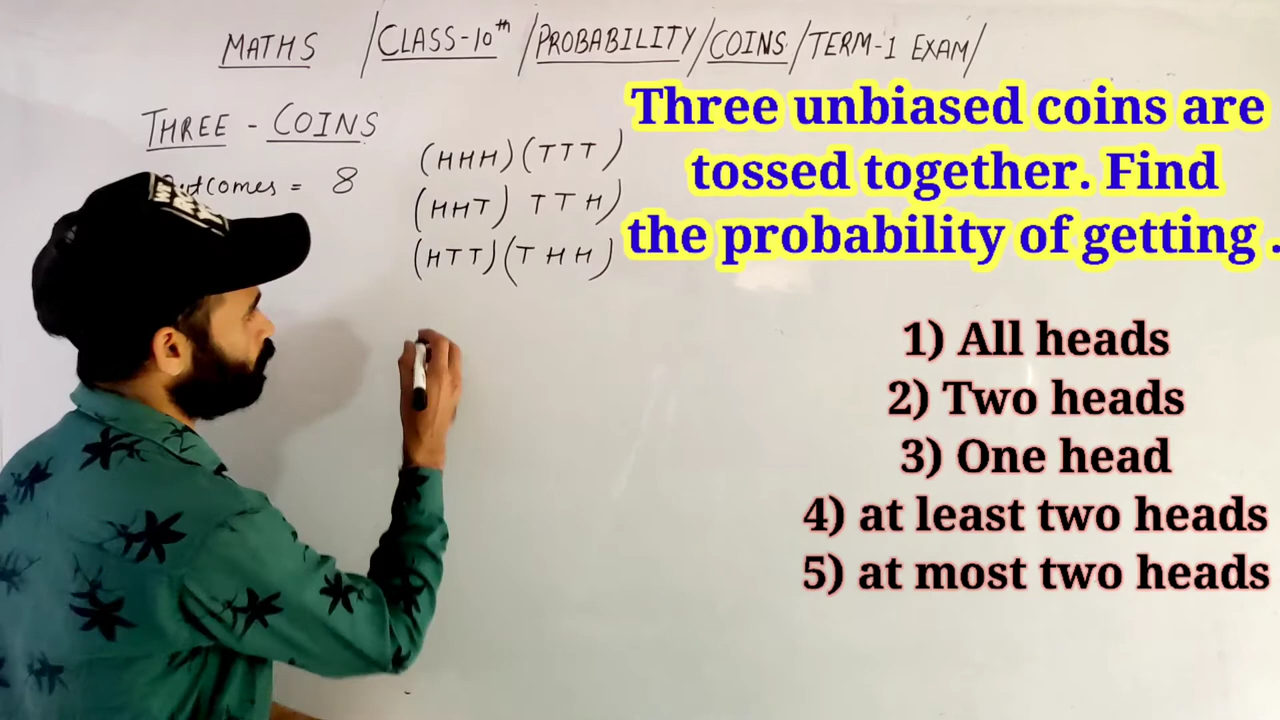 MATHS /CLASS-10th /PROBABILITY/COINS/TERM-1 EXAM/
THREE - COINS
= 8
(HHH)(TTT)
(HHT) TTH)
(HTT)(THH)
Three unbiased coins are
tossed together. Find
the probability of getting .
1) All heads
2) Two heads
3) One head
4) at least two heads
5) at most two heads